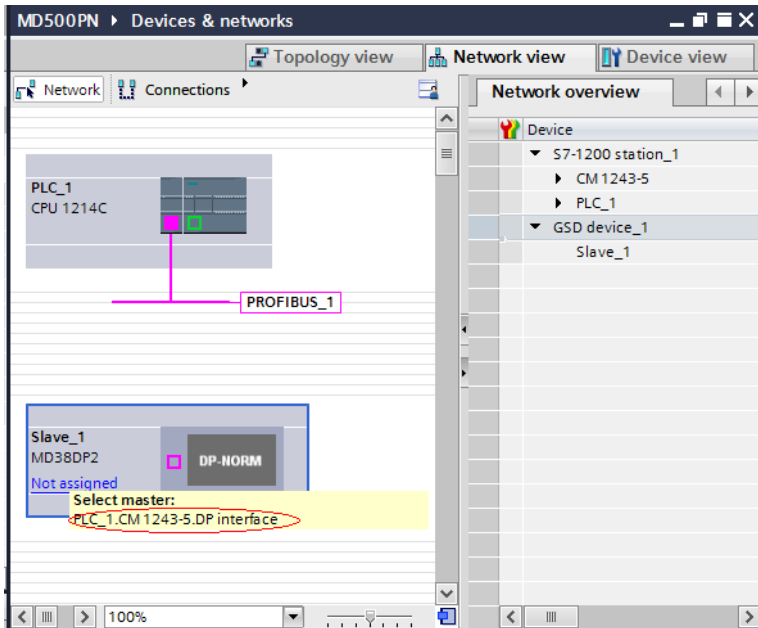 MD500PN ▸ Devices & networks
Topology view
Network view
Device view
Network
Connections
Network overview
PLC_1
CPU 1214C
PROFIBUS_1
Slave_1
MD38DP2
DP-NORM
Not assigned
Select master:
PLC_1.CM 1243-5.DP interface
100%
Device
S7-1200 station_1
CM 1243-5
PLC_1
GSD device_1
Slave_1